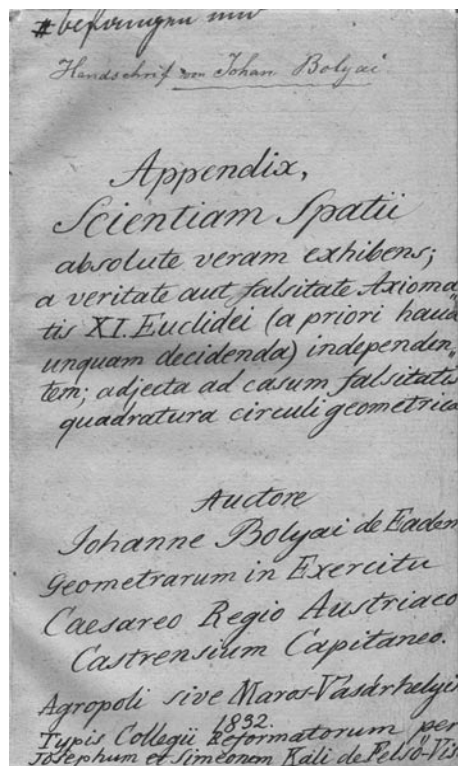 Handschrif von Johan. Bolyai
Appendix,
Scientiam Spatii
absolute veram exhibens;
a veritate aut falsitate Axioma„
tis XI. Euclidei (a priori haud
unquam decidenda) independen„
tem; adjecta ad casum falsitatis
quadratura circuli geometrica
Auctore
Johanne Bolyai de Eadem
Geometrarum in Exercitu
Caesareo Regio Austriaco
Castrensium Capitaneo.
Agropoli sive Maros-Vásárhelyii
1832.
Typis Collegii Reformatorum per
Josephum et Simeonem Kali de Felső-Vis